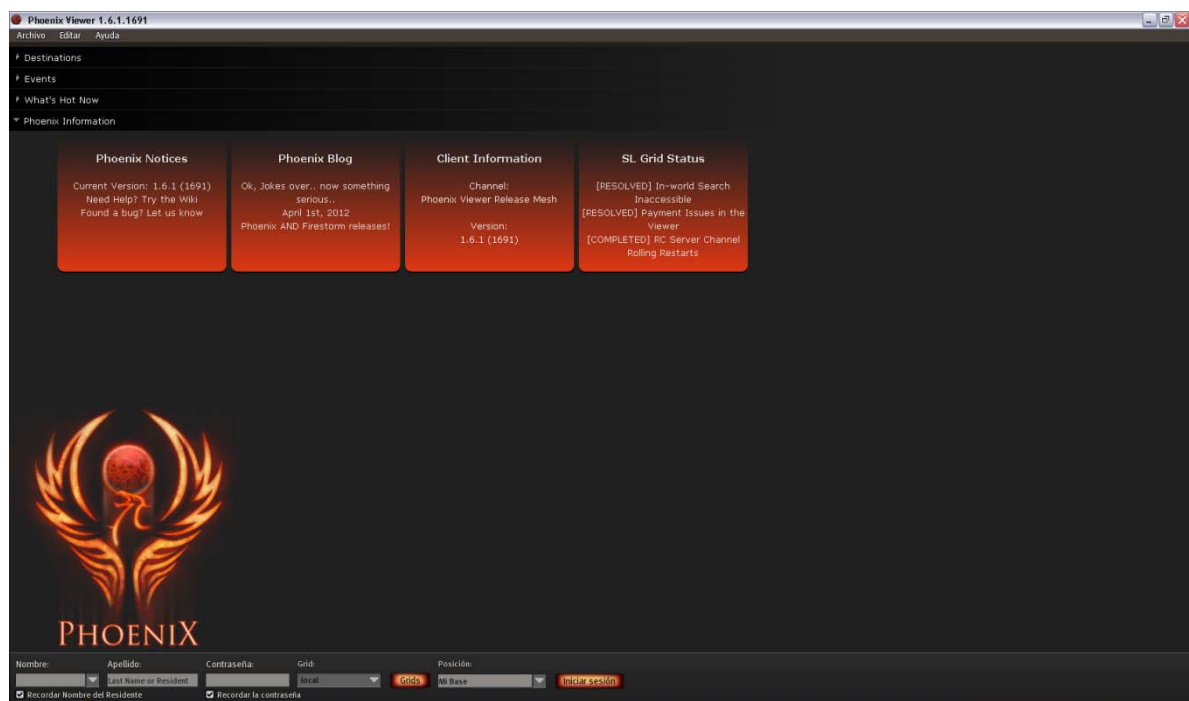 Phoenix Viewer 1.6.1.1691
Archivo Editar Ayuda
Destinations
Events
What's Hot Now
Phoenix Information
Phoenix Notices
Current Version: 1.6.1 (1691)
Need Help? Try the Wiki
Found a bug? Let us know
Phoenix Blog
Ok, Jokes over.. now something
serious..
April 1st, 2012
Phoenix AND Firestorm releases!
Client Information
Channel:
Phoenix Viewer Release Mesh
Version:
1.6.1 (1691)
SL Grid Status
[RESOLVED] In-world Search
Inaccessible
[RESOLVED] Payment Issues in the
Viewer
[COMPLETED] RC Server Channel
Rolling Restarts
PHOENIX
Nombre: Apellido: Contraseña: Grid: Posición:
Last Name or Resident local Grids Mi Base Iniciar sesión
Recordar Nombre del Residente Recordar la contraseña